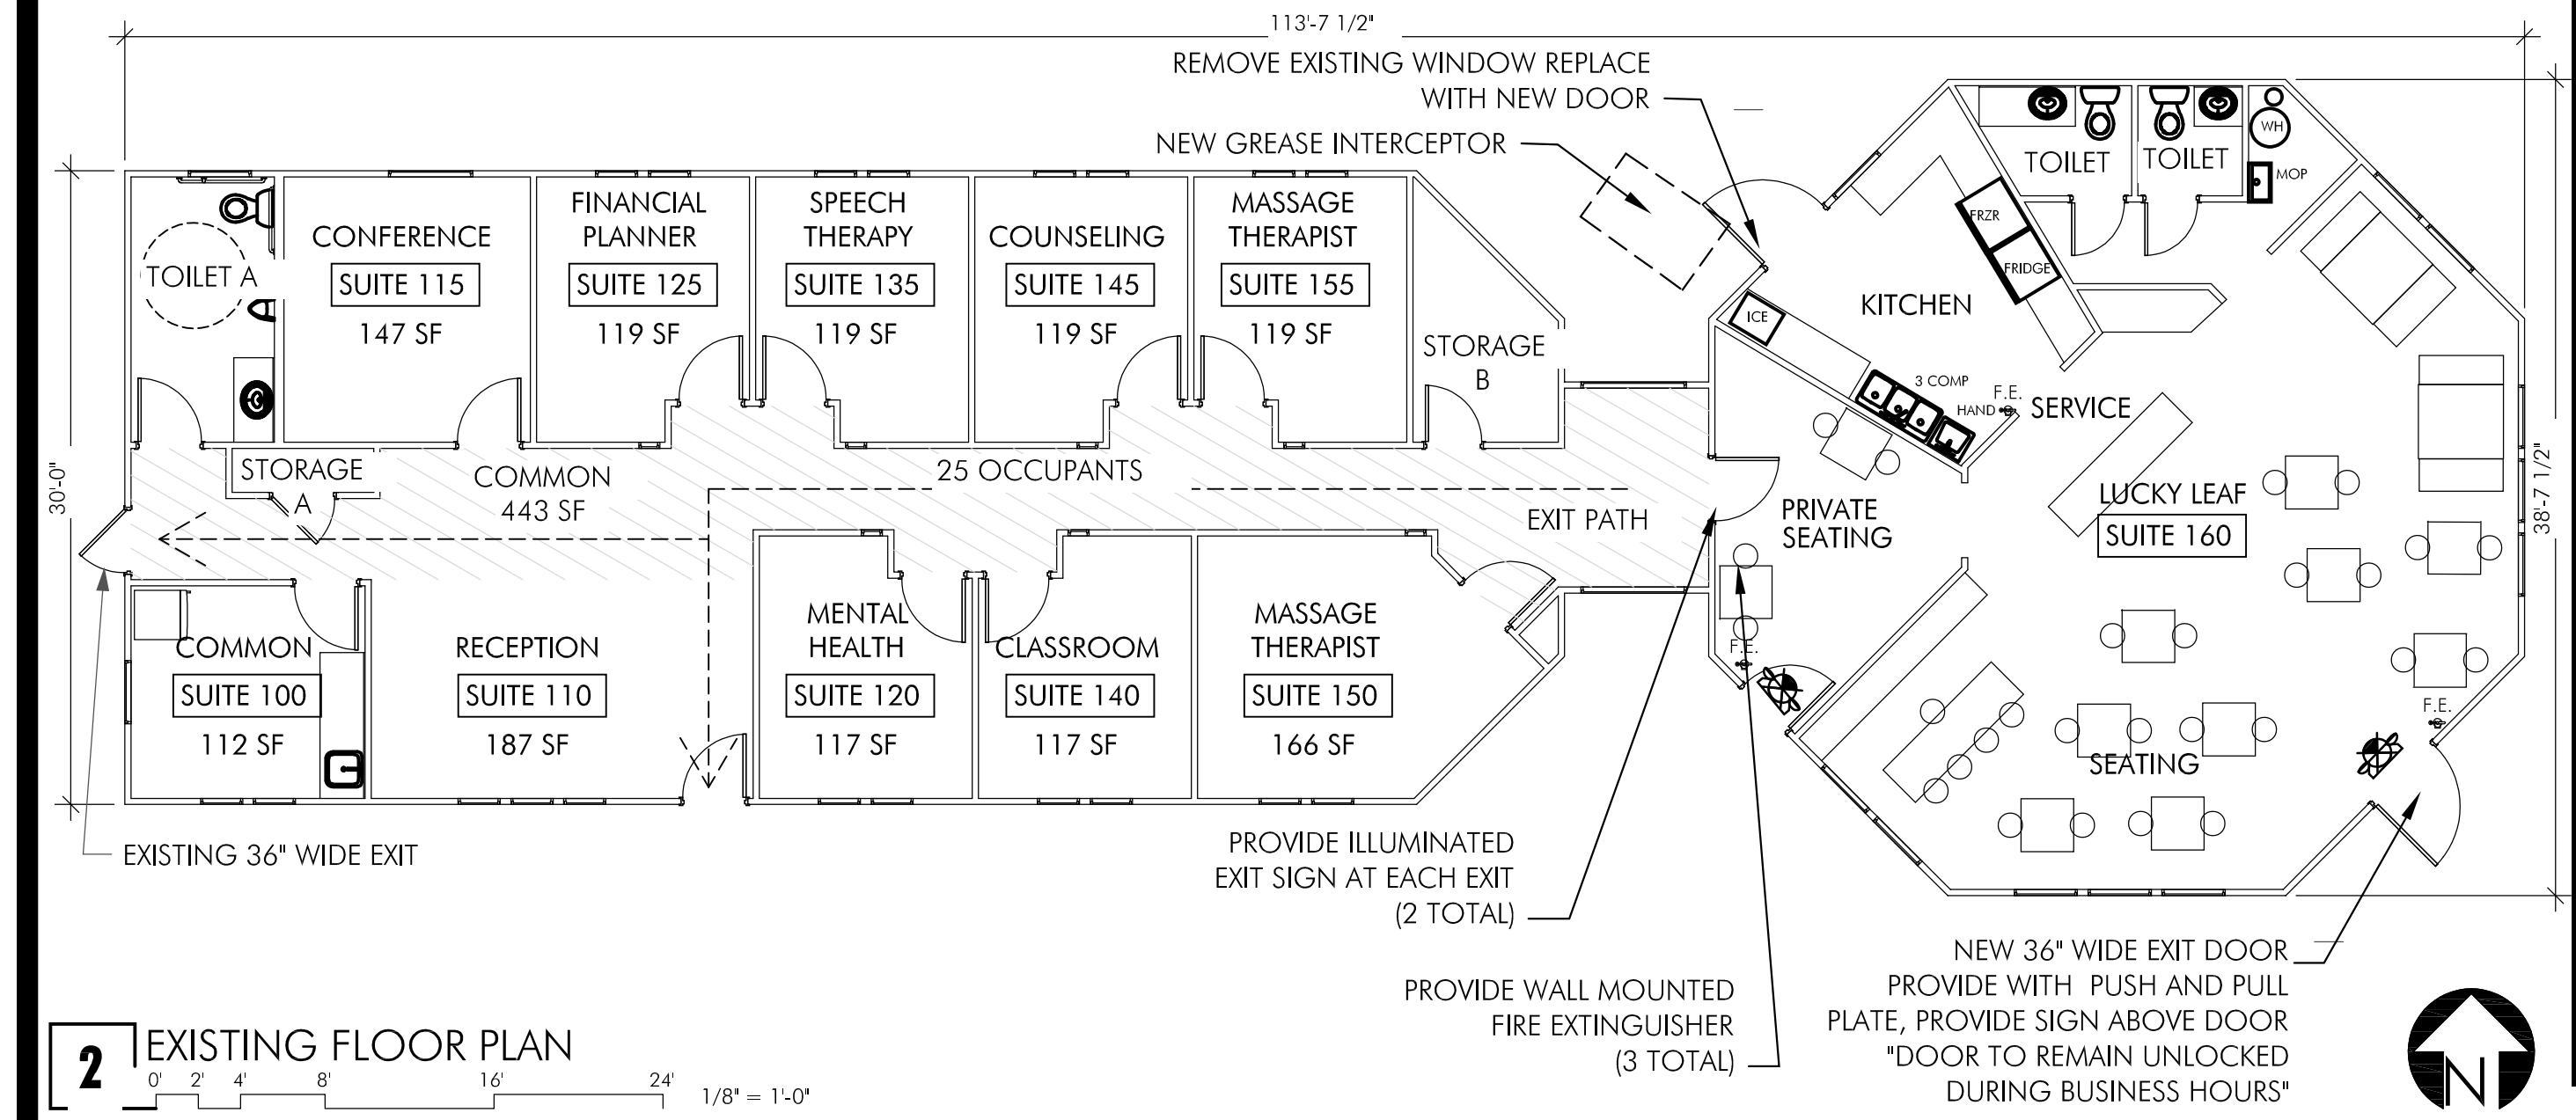 113'-7 1/2"
REMOVE EXISTING WINDOW REPLACE
WITH NEW DOOR
NEW GREASE INTERCEPTOR
30'-0"
38'-7 1/2"
TOILET A
CONFERENCE
SUITE 115
147 SF
FINANCIAL
PLANNER
SUITE 125
119 SF
SPEECH
THERAPY
SUITE 135
119 SF
COUNSELING
SUITE 145
119 SF
MASSAGE
THERAPIST
SUITE 155
119 SF
STORAGE
B
KITCHEN
ICE
FRZR
FRIDGE
TOILET
TOILET
WH
MOP
3 COMP
HAND
F.E.
SERVICE
STORAGE
A
COMMON
443 SF
25 OCCUPANTS
EXIT PATH
PRIVATE
SEATING
LUCKY LEAF
SUITE 160
COMMON
SUITE 100
112 SF
RECEPTION
SUITE 110
187 SF
MENTAL
HEALTH
SUITE 120
117 SF
CLASSROOM
SUITE 140
117 SF
MASSAGE
THERAPIST
SUITE 150
166 SF
F.E.
F.E.
SEATING
EXISTING 36" WIDE EXIT
PROVIDE ILLUMINATED
EXIT SIGN AT EACH EXIT
(2 TOTAL)
PROVIDE WALL MOUNTED
FIRE EXTINGUISHER
(3 TOTAL)
NEW 36" WIDE EXIT DOOR
PROVIDE WITH PUSH AND PULL
PLATE, PROVIDE SIGN ABOVE DOOR
"DOOR TO REMAIN UNLOCKED
DURING BUSINESS HOURS"
2
EXISTING FLOOR PLAN
0' 2' 4' 8' 16' 24'
1/8" = 1'-0"
N